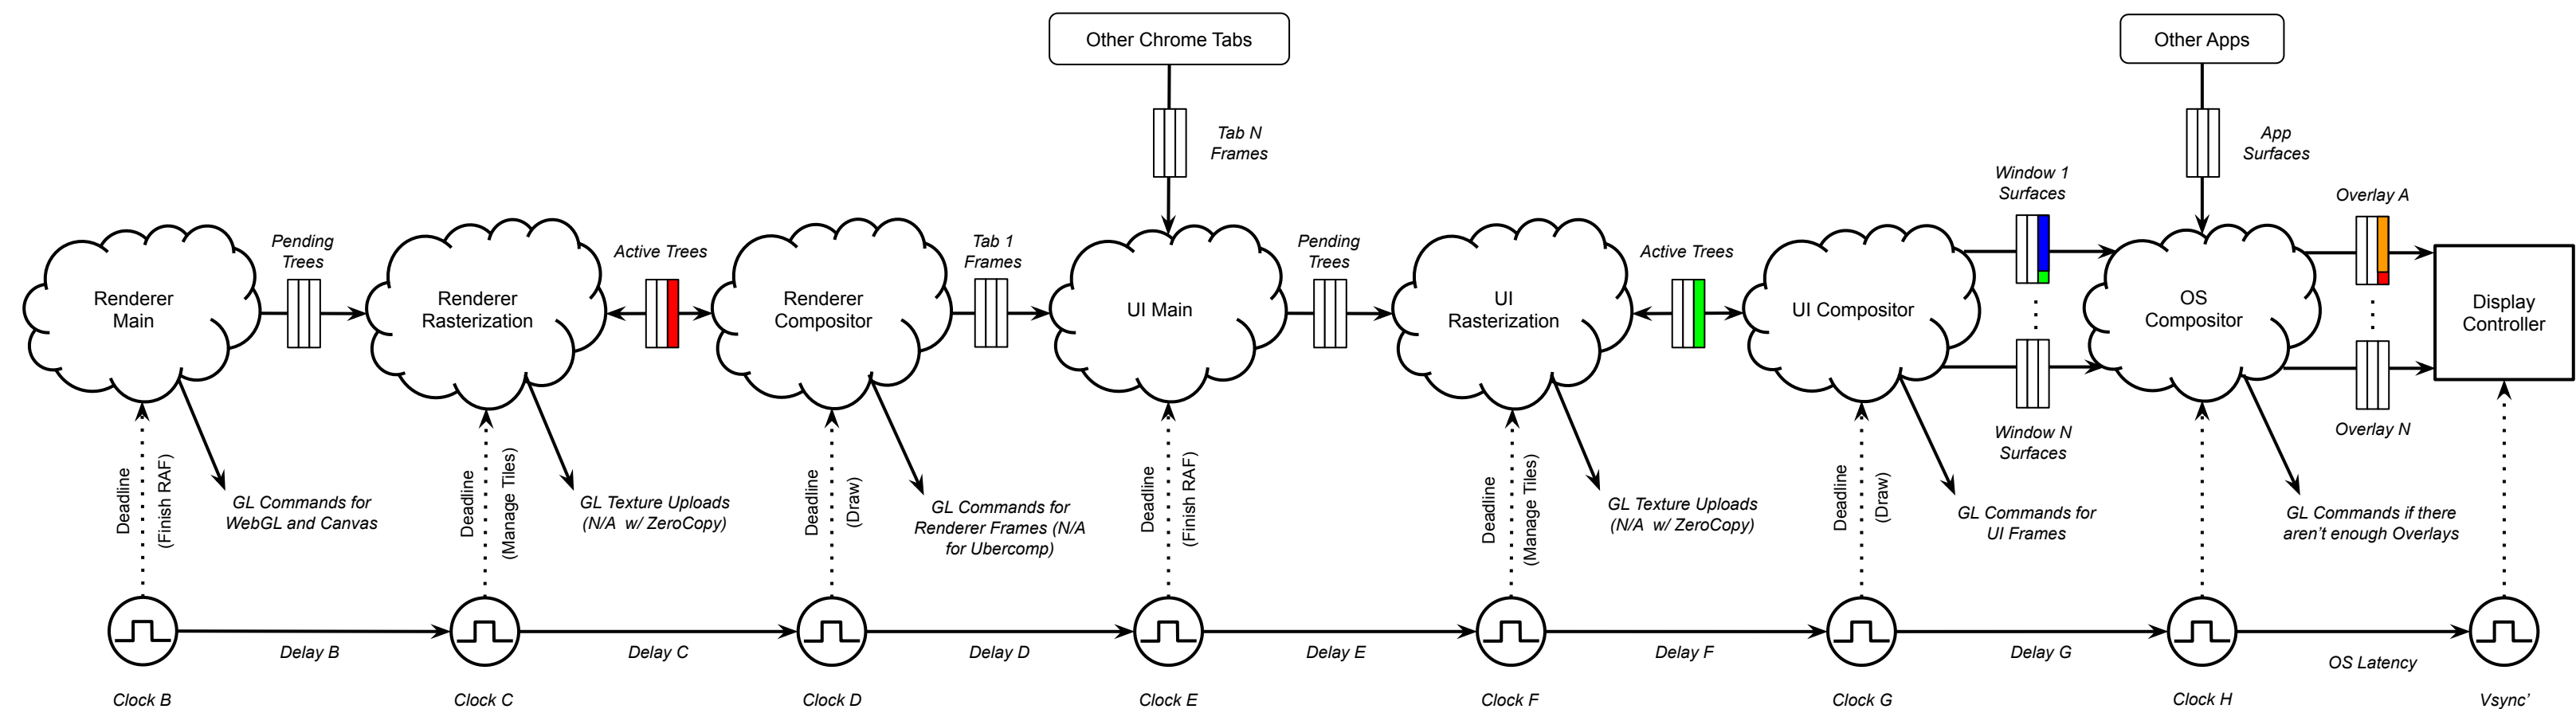 Other Chrome Tabs
Other Apps
Tab N
Frames
App
Surfaces
Window 1
Surfaces
Overlay A
Pending
Trees
Active Trees
Tab 1
Frames
Pending
Trees
Active Trees
Renderer
Main
Renderer
Rasterization
Renderer
Compositor
UI Main
UI
Rasterization
UI Compositor
OS
Compositor
Display
Controller
Window N
Surfaces
Overlay N
Deadline
(Finish RAF)
GL Commands for
WebGL and Canvas
Deadline
(Manage Tiles)
GL Texture Uploads
(N/A w/ ZeroCopy)
Deadline
(Draw)
GL Commands for
Renderer Frames (N/A
for Ubercomp)
Deadline
(Finish RAF)
Deadline
(Manage Tiles)
GL Texture Uploads
(N/A w/ ZeroCopy)
Deadline
(Draw)
GL Commands for
UI Frames
GL Commands if there
aren't enough Overlays
Delay B
Delay C
Delay D
Delay E
Delay F
Delay G
OS Latency
Clock B
Clock C
Clock D
Clock E
Clock F
Clock G
Clock H
Vsync'